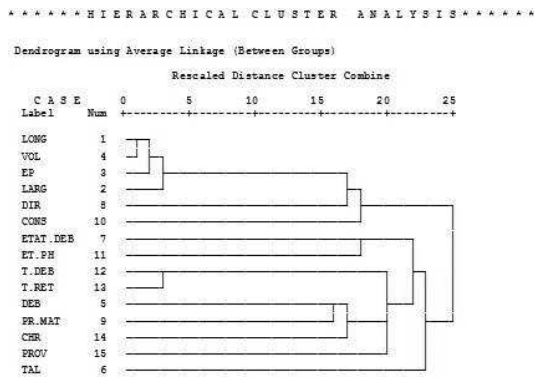 * * * * * * H I E R A R C H I C A L   C L U S T E R   A N A L Y S I S * * * * * *
Dendrogram using Average Linkage (Between Groups)
Rescaled Distance Cluster Combine
C A S E 0 5 10 15 20 25
Label Num +---------+---------+---------+---------+---------+
LONG 1
VOL 4
EP 3
LARG 2
DIR 8
CONS 10
ETAT.DEB 7
ET.PH 11
T.DEB 12
T.RET 13
DEB 5
PR.MAT 9
CHR 14
PROV 15
TAL 6